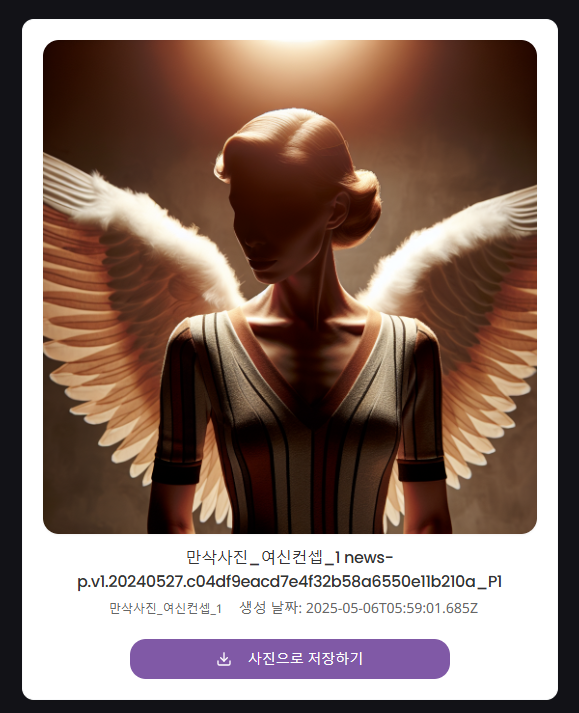 만삭사진_여신컨셉_1 news-
p.v1.20240527.c04df9eacd7e4f32b58a6550e11b210a_P1
만삭사진_여신컨셉_1 생성 날짜: 2025-05-06T05:59:01.685Z
사진으로 저장하기